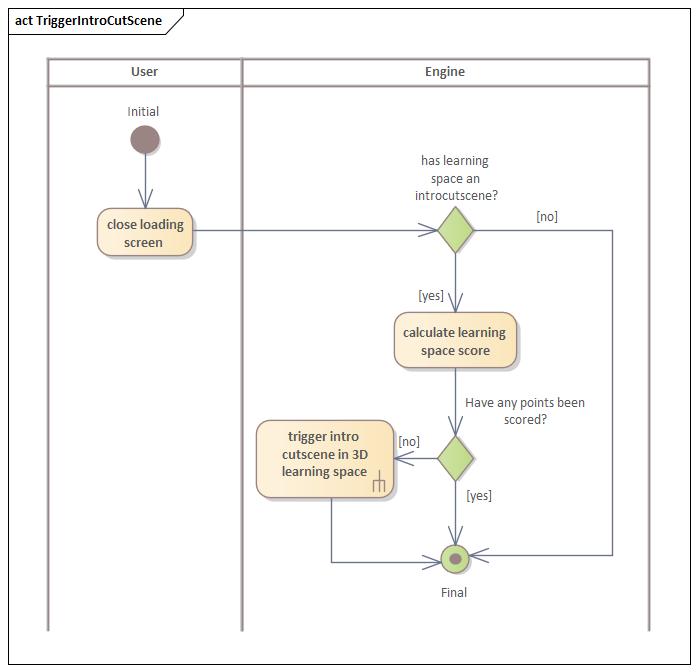 act TriggerIntroCutScene
User
Engine
Initial
close loading
screen
has learning
space an
introcutscene?
[no]
[yes]
calculate learning
space score
Have any points been
scored?
trigger intro
cutscene in 3D
learning space
[no]
[yes]
Final